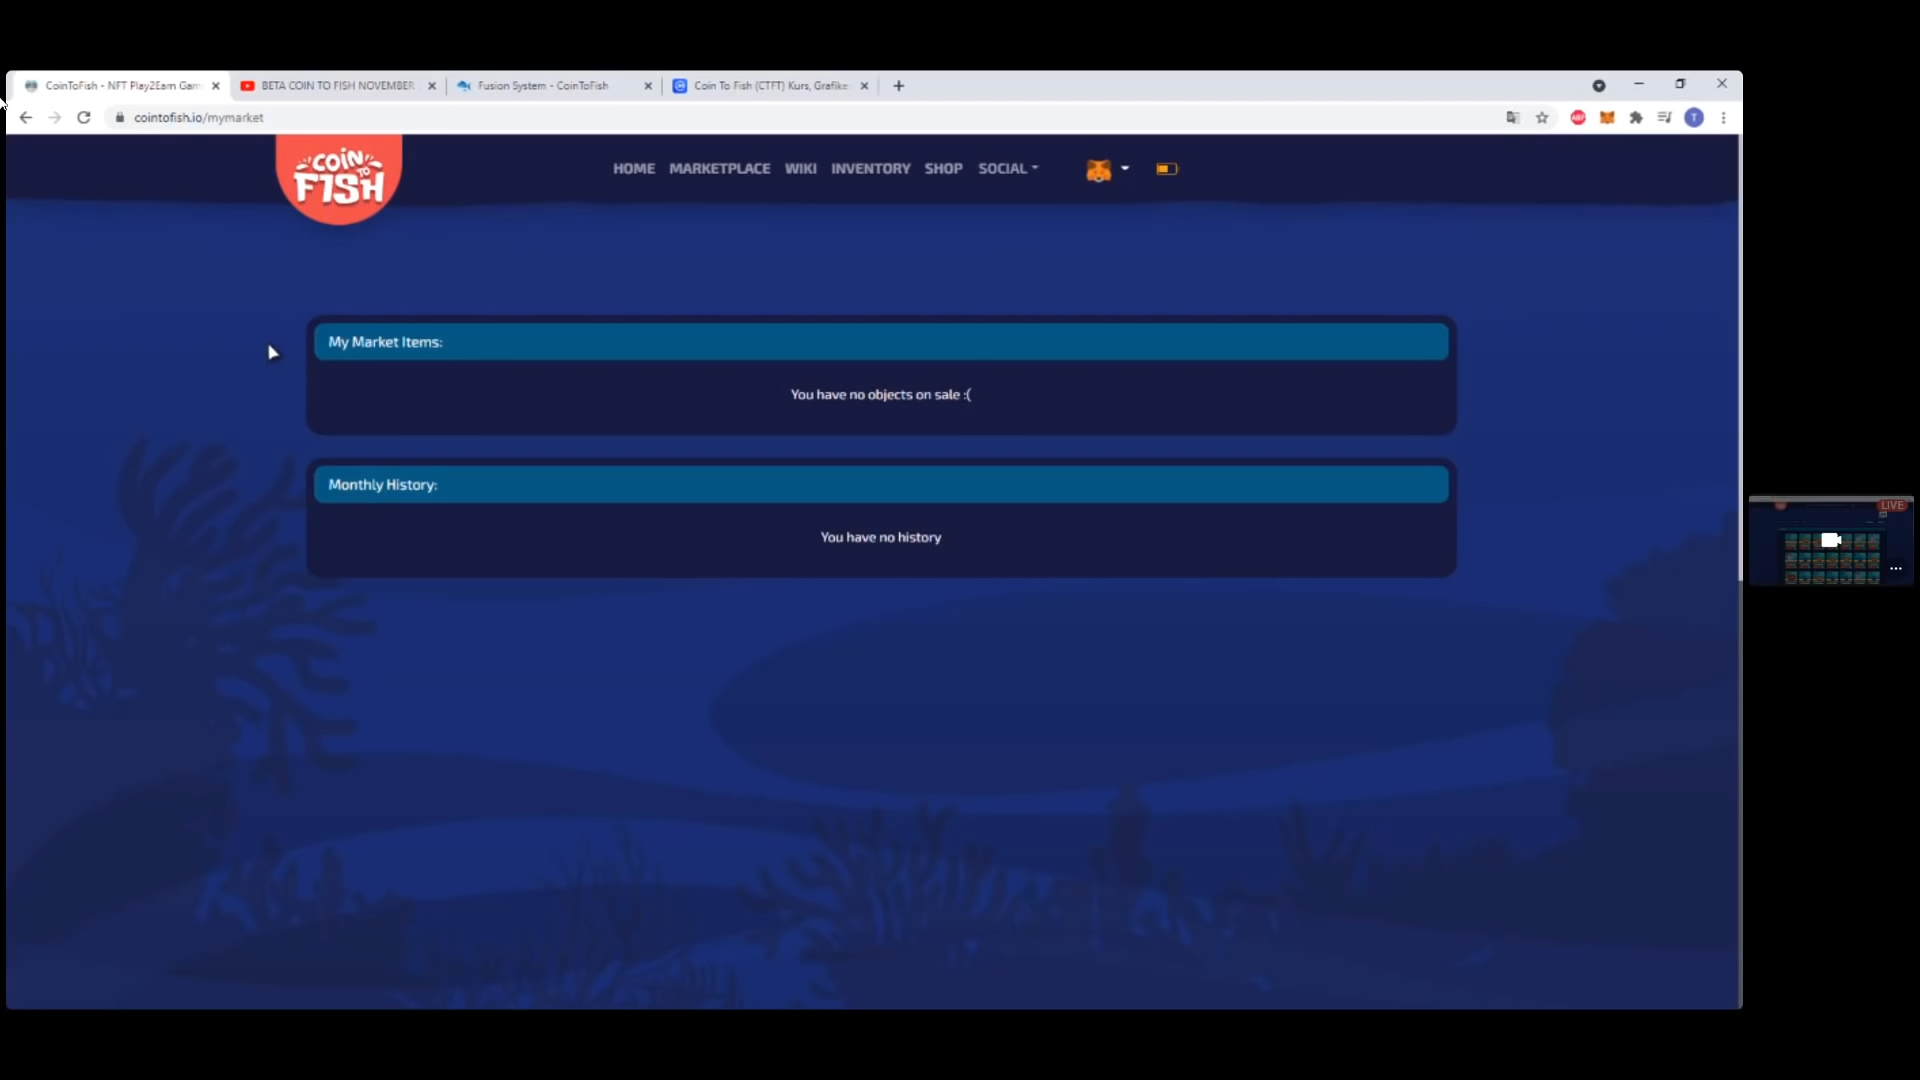 CoinToFish - NFT Play2Earn Gam
BETA COIN TO FISH NOVEMBER
Fusion System - CoinToFish
Coin To Fish (CTFT) Kurs, Grafike
cointofish.io/mymarket
ABP
T
COIN TO FISH
HOME
MARKETPLACE
WIKI
INVENTORY
SHOP
SOCIAL
My Market Items:
You have no objects on sale :(
Monthly History:
You have no history
LIVE